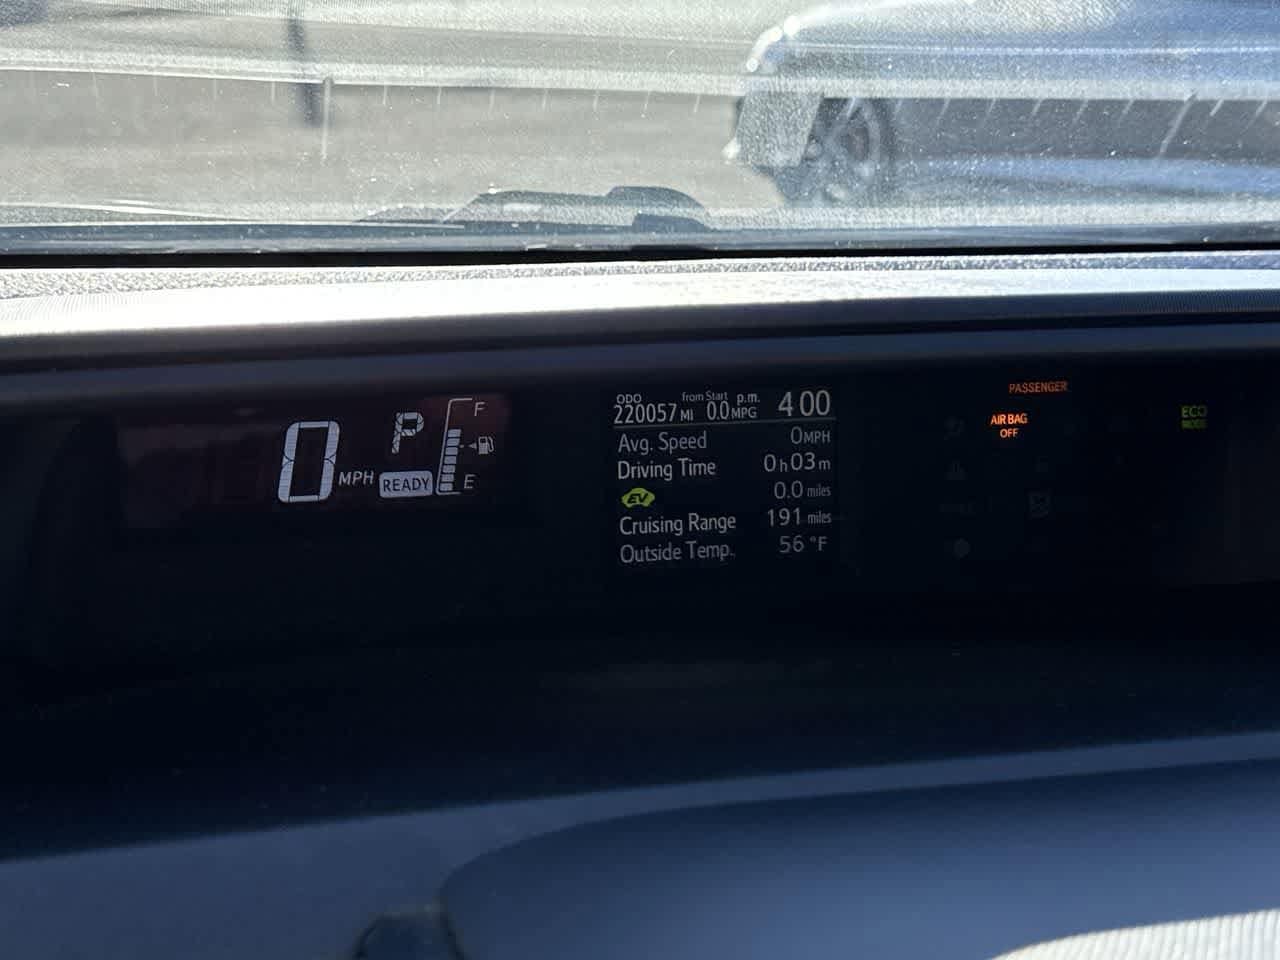 0 MPH
P
READY
F
E
ODO from Start p.m. 4 00
220057 MI 0.0 MPG
Avg. Speed 0 MPH
Driving Time 0 h 03 m
EV 0.0 miles
Cruising Range 191 miles
Outside Temp. 56 °F
PASSENGER
AIR BAG
OFF
ECO
MODE